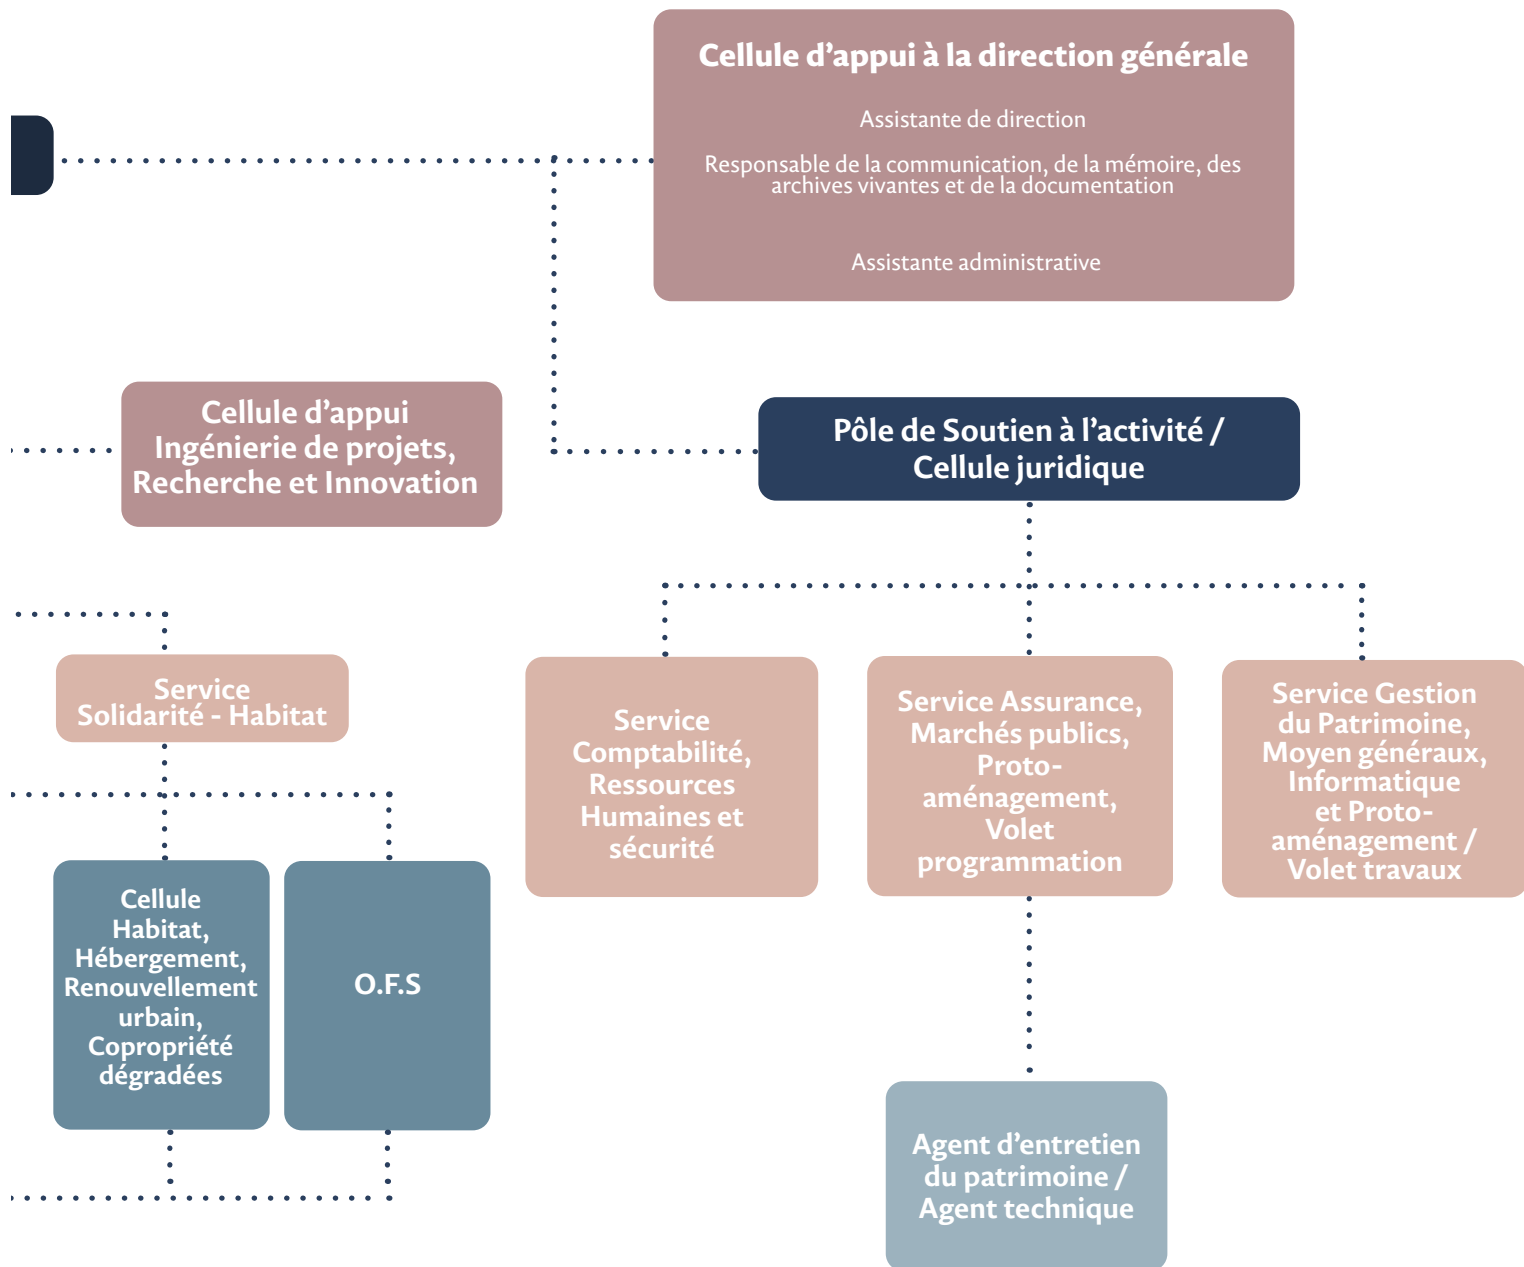 Cellule d'appui à la direction générale
Assistante de direction
Responsable de la communication, de la mémoire, des
archives vivantes et de la documentation
Assistante administrative
Cellule d'appui
Ingénierie de projets,
Recherche et Innovation
Pôle de Soutien à l'activité /
Cellule juridique
Service
Solidarité - Habitat
Service
Comptabilité,
Ressources
Humaines et
sécurité
Service Assurance,
Marchés publics,
Proto-
aménagement,
Volet
programmation
Service Gestion
du Patrimoine,
Moyen généraux,
Informatique
et Proto-
aménagement /
Volet travaux
Cellule
Habitat,
Hébergement,
Renouvellement
urbain,
Copropriété
dégradées
O.F.S
Agent d'entretien
du patrimoine /
Agent technique